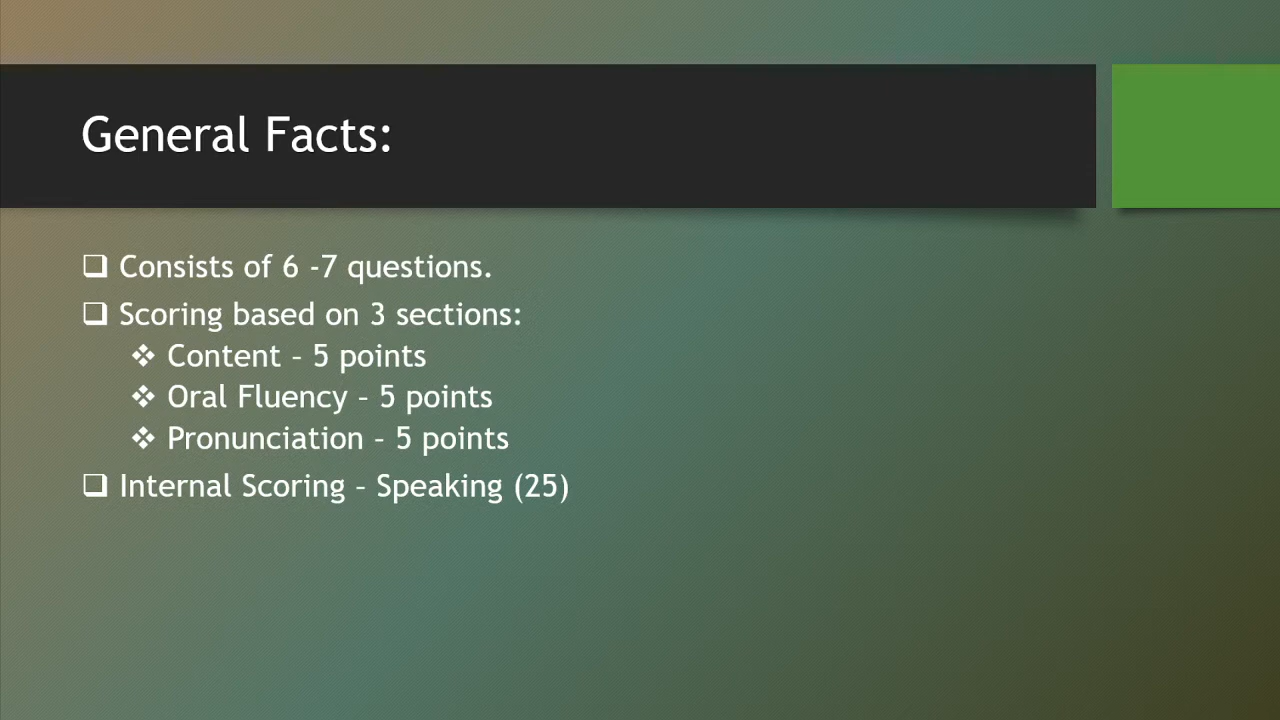 General Facts:
❑ Consists of 6 -7 questions.
❑ Scoring based on 3 sections:
❖ Content – 5 points
❖ Oral Fluency – 5 points
❖ Pronunciation – 5 points
❑ Internal Scoring – Speaking (25)